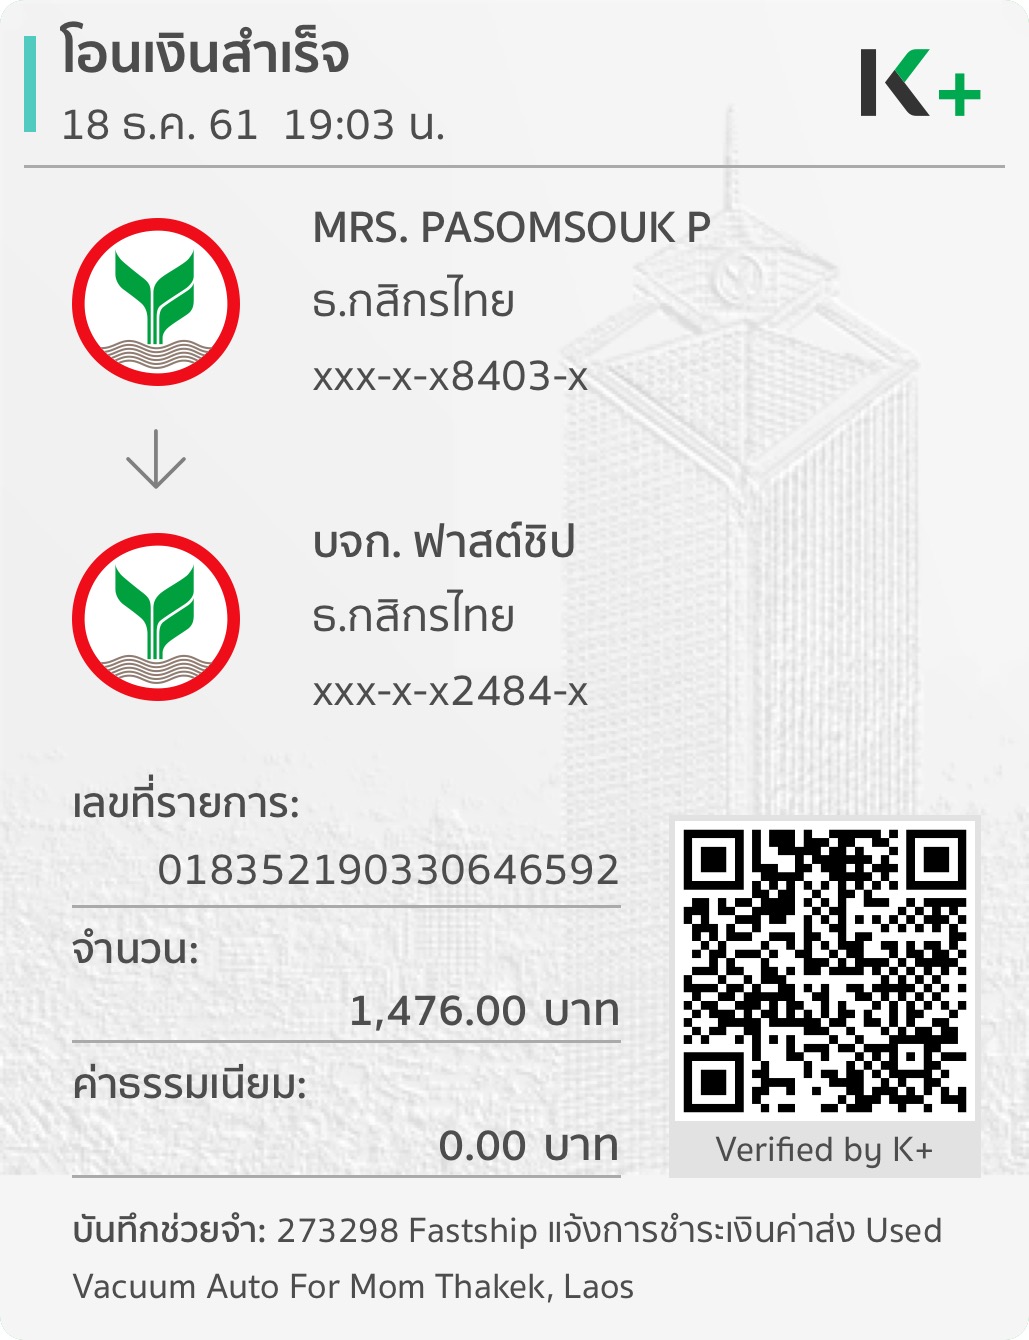 โอนเงินสำเร็จ
18 ธ.ค. 61 19:03 น.
K+
MRS. PASOMSOUK P
ธ.กสิกรไทย
xxx-x-x8403-x
บจก. ฟาสต์ชิป
ธ.กสิกรไทย
xxx-x-x2484-x
เลขที่รายการ:
018352190330646592
จำนวน:
1,476.00 บาท
ค่าธรรมเนียม:
0.00 บาท
Verified by K+
บันทึกช่วยจำ: 273298 Fastship แจ้งการชำระเงินค่าส่ง Used
Vacuum Auto For Mom Thakek, Laos